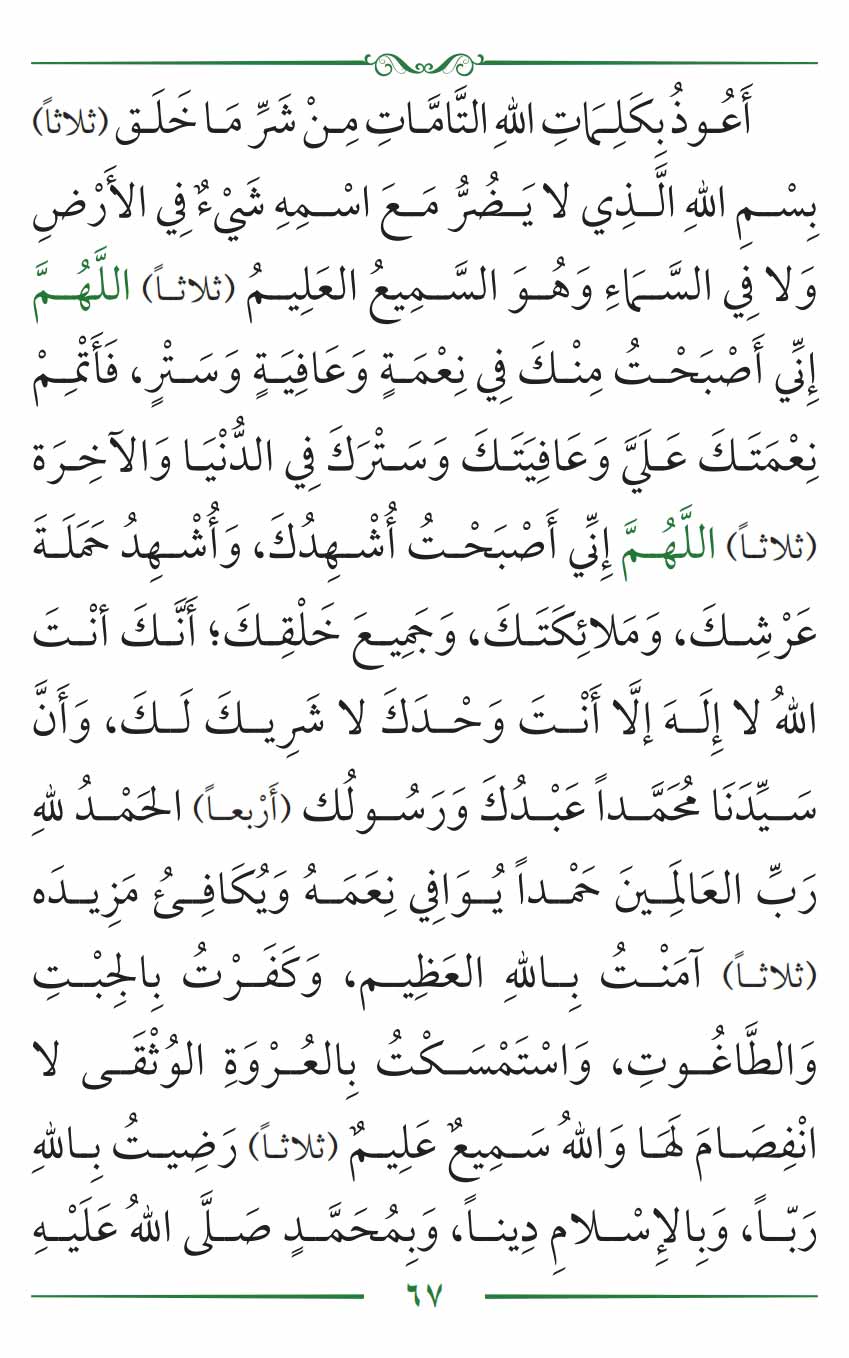 أَعُوذُ بِكَلِمَاتِ اللهِ التَّامَّاتِ مِنْ شَرِّ مَا خَلَق (ثلاثاً)
بِسْمِ اللهِ الَّذِي لا يَضُرُّ مَعَ اسْمِهِ شَيْءٌ فِي الأَرْضِ
وَلا فِي السَّمَاءِ وَهُوَ السَّمِيعُ العَلِيمُ (ثلاثاً) اللَّهُمَّ
إِنِّي أَصْبَحْتُ مِنْكَ فِي نِعْمَةٍ وَعَافِيَةٍ وَسَتْرٍ، فَأَتْمِمْ
نِعْمَتَكَ عَلَيَّ وَعَافِيَتَكَ وَسَتْرَكَ فِي الدُّنْيَا وَالآخِرَة
(ثلاثاً) اللَّهُمَّ إِنِّي أَصْبَحْتُ أُشْهِدُكَ، وَأُشْهِدُ حَمَلَةَ
عَرْشِكَ، وَمَلائِكَتَكَ، وَجَمِيعَ خَلْقِكَ؛ أَنَّكَ أنْتَ
اللهُ لا إِلَهَ إلَّا أَنْتَ وَحْدَكَ لا شَرِيكَ لَكَ، وَأَنَّ
سَيِّدَنَا مُحَمَّداً عَبْدُكَ وَرَسُولُك (أَرْبعاً) الحَمْدُ للهِ
رَبِّ العَالَمِينَ حَمْداً يُوَافِي نِعَمَهُ وَيُكَافِئُ مَزِيدَه
(ثلاثاً) آمَنْتُ بِاللهِ العَظِيم، وَكَفَرْتُ بِالجِبْتِ
وَالطَّاغُوتِ، وَاسْتَمْسَكْتُ بِالعُرْوَةِ الوُثْقَى لا
انْفِصَامَ لَهَا وَاللهُ سَمِيعٌ عَلِيمٌ (ثلاثاً) رَضِيتُ بِاللهِ
رَبّاً، وَبِالإِسْلامِ دِيناً، وَبِمُحَمَّدٍ صَلَّى اللهُ عَلَيْهِ
٦٧